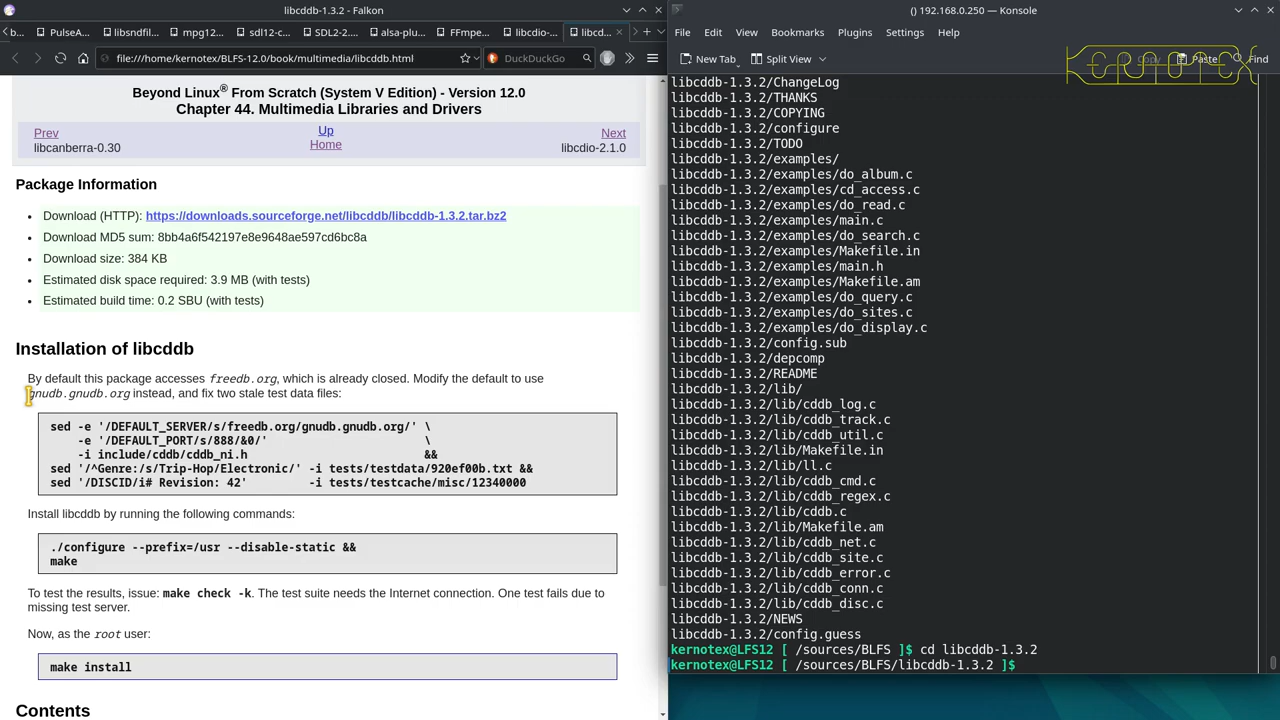 libcddb-1.3.2 - Falkon
b... PulseA... libsndfil... mpg12... sdl12-c... SDL2-2.... alsa-plu... FFmpe... libcdio-... libcd...
file:///home/kernotex/BLFS-12.0/book/multimedia/libcddb.html
DuckDuckGo
Beyond Linux® From Scratch (System V Edition) - Version 12.0
Chapter 44. Multimedia Libraries and Drivers
Prev
Up
Next
libcanberra-0.30
Home
libcdio-2.1.0
Package Information
• Download (HTTP): https://downloads.sourceforge.net/libcddb/libcddb-1.3.2.tar.bz2
• Download MD5 sum: 8bb4a6f542197e8e9648ae597cd6bc8a
• Download size: 384 KB
• Estimated disk space required: 3.9 MB (with tests)
• Estimated build time: 0.2 SBU (with tests)
Installation of libcddb
By default this package accesses freedb.org, which is already closed. Modify the default to use
gnudb.gnudb.org instead, and fix two stale test data files:
sed -e '/DEFAULT_SERVER/s/freedb.org/gnudb.gnudb.org/' \
-e '/DEFAULT_PORT/s/888/&0/' \
-i include/cddb/cddb_ni.h &&
sed '/^Genre:/s/Trip-Hop/Electronic/' -i tests/testdata/920ef00b.txt &&
sed '/DISCID/i# Revision: 42' -i tests/testcache/misc/12340000
Install libcddb by running the following commands:
./configure --prefix=/usr --disable-static &&
make
To test the results, issue: make check -k. The test suite needs the Internet connection. One test fails due to
missing test server.
Now, as the root user:
make install
Contents
() 192.168.0.250 — Konsole
File Edit View Bookmarks Plugins Settings Help
New Tab Split View Copy Paste Find
KERNOTEX
libcddb-1.3.2/ChangeLog
libcddb-1.3.2/THANKS
libcddb-1.3.2/COPYING
libcddb-1.3.2/configure
libcddb-1.3.2/TODO
libcddb-1.3.2/examples/
libcddb-1.3.2/examples/do_album.c
libcddb-1.3.2/examples/cd_access.c
libcddb-1.3.2/examples/do_read.c
libcddb-1.3.2/examples/main.c
libcddb-1.3.2/examples/do_search.c
libcddb-1.3.2/examples/Makefile.in
libcddb-1.3.2/examples/main.h
libcddb-1.3.2/examples/Makefile.am
libcddb-1.3.2/examples/do_query.c
libcddb-1.3.2/examples/do_sites.c
libcddb-1.3.2/examples/do_display.c
libcddb-1.3.2/config.sub
libcddb-1.3.2/depcomp
libcddb-1.3.2/README
libcddb-1.3.2/lib/
libcddb-1.3.2/lib/cddb_log.c
libcddb-1.3.2/lib/cddb_track.c
libcddb-1.3.2/lib/cddb_util.c
libcddb-1.3.2/lib/Makefile.in
libcddb-1.3.2/lib/ll.c
libcddb-1.3.2/lib/cddb_cmd.c
libcddb-1.3.2/lib/cddb_regex.c
libcddb-1.3.2/lib/cddb.c
libcddb-1.3.2/lib/Makefile.am
libcddb-1.3.2/lib/cddb_net.c
libcddb-1.3.2/lib/cddb_site.c
libcddb-1.3.2/lib/cddb_error.c
libcddb-1.3.2/lib/cddb_conn.c
libcddb-1.3.2/lib/cddb_disc.c
libcddb-1.3.2/NEWS
libcddb-1.3.2/config.guess
kernotex@LFS12 [ /sources/BLFS ]$ cd libcddb-1.3.2
kernotex@LFS12 [ /sources/BLFS/libcddb-1.3.2 ]$